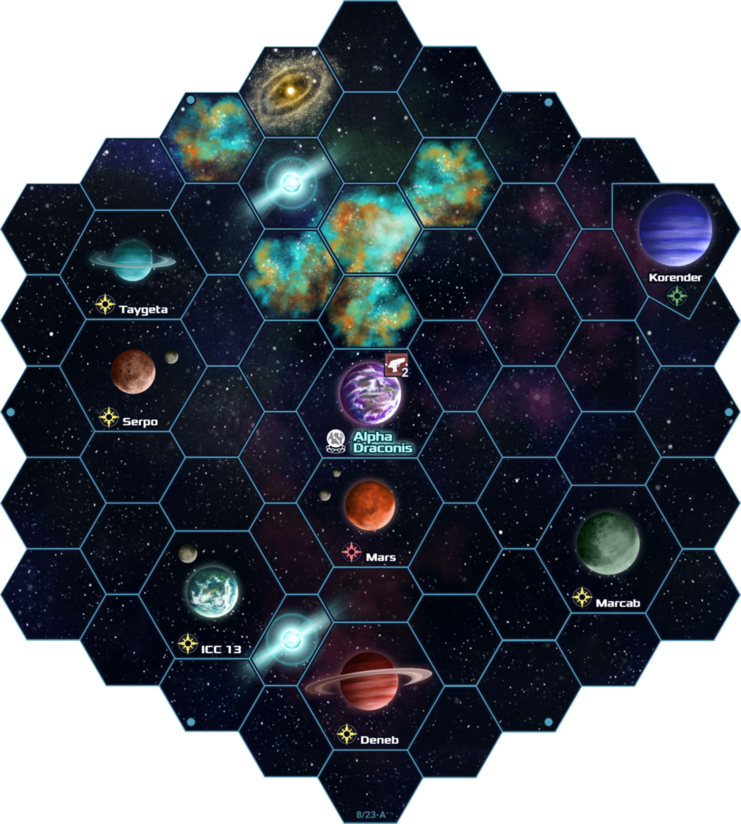 Korender
Taygeta
2
Serpo
Alpha
Draconis
Mars
Marcab
ICC 13
Deneb
8/23-A